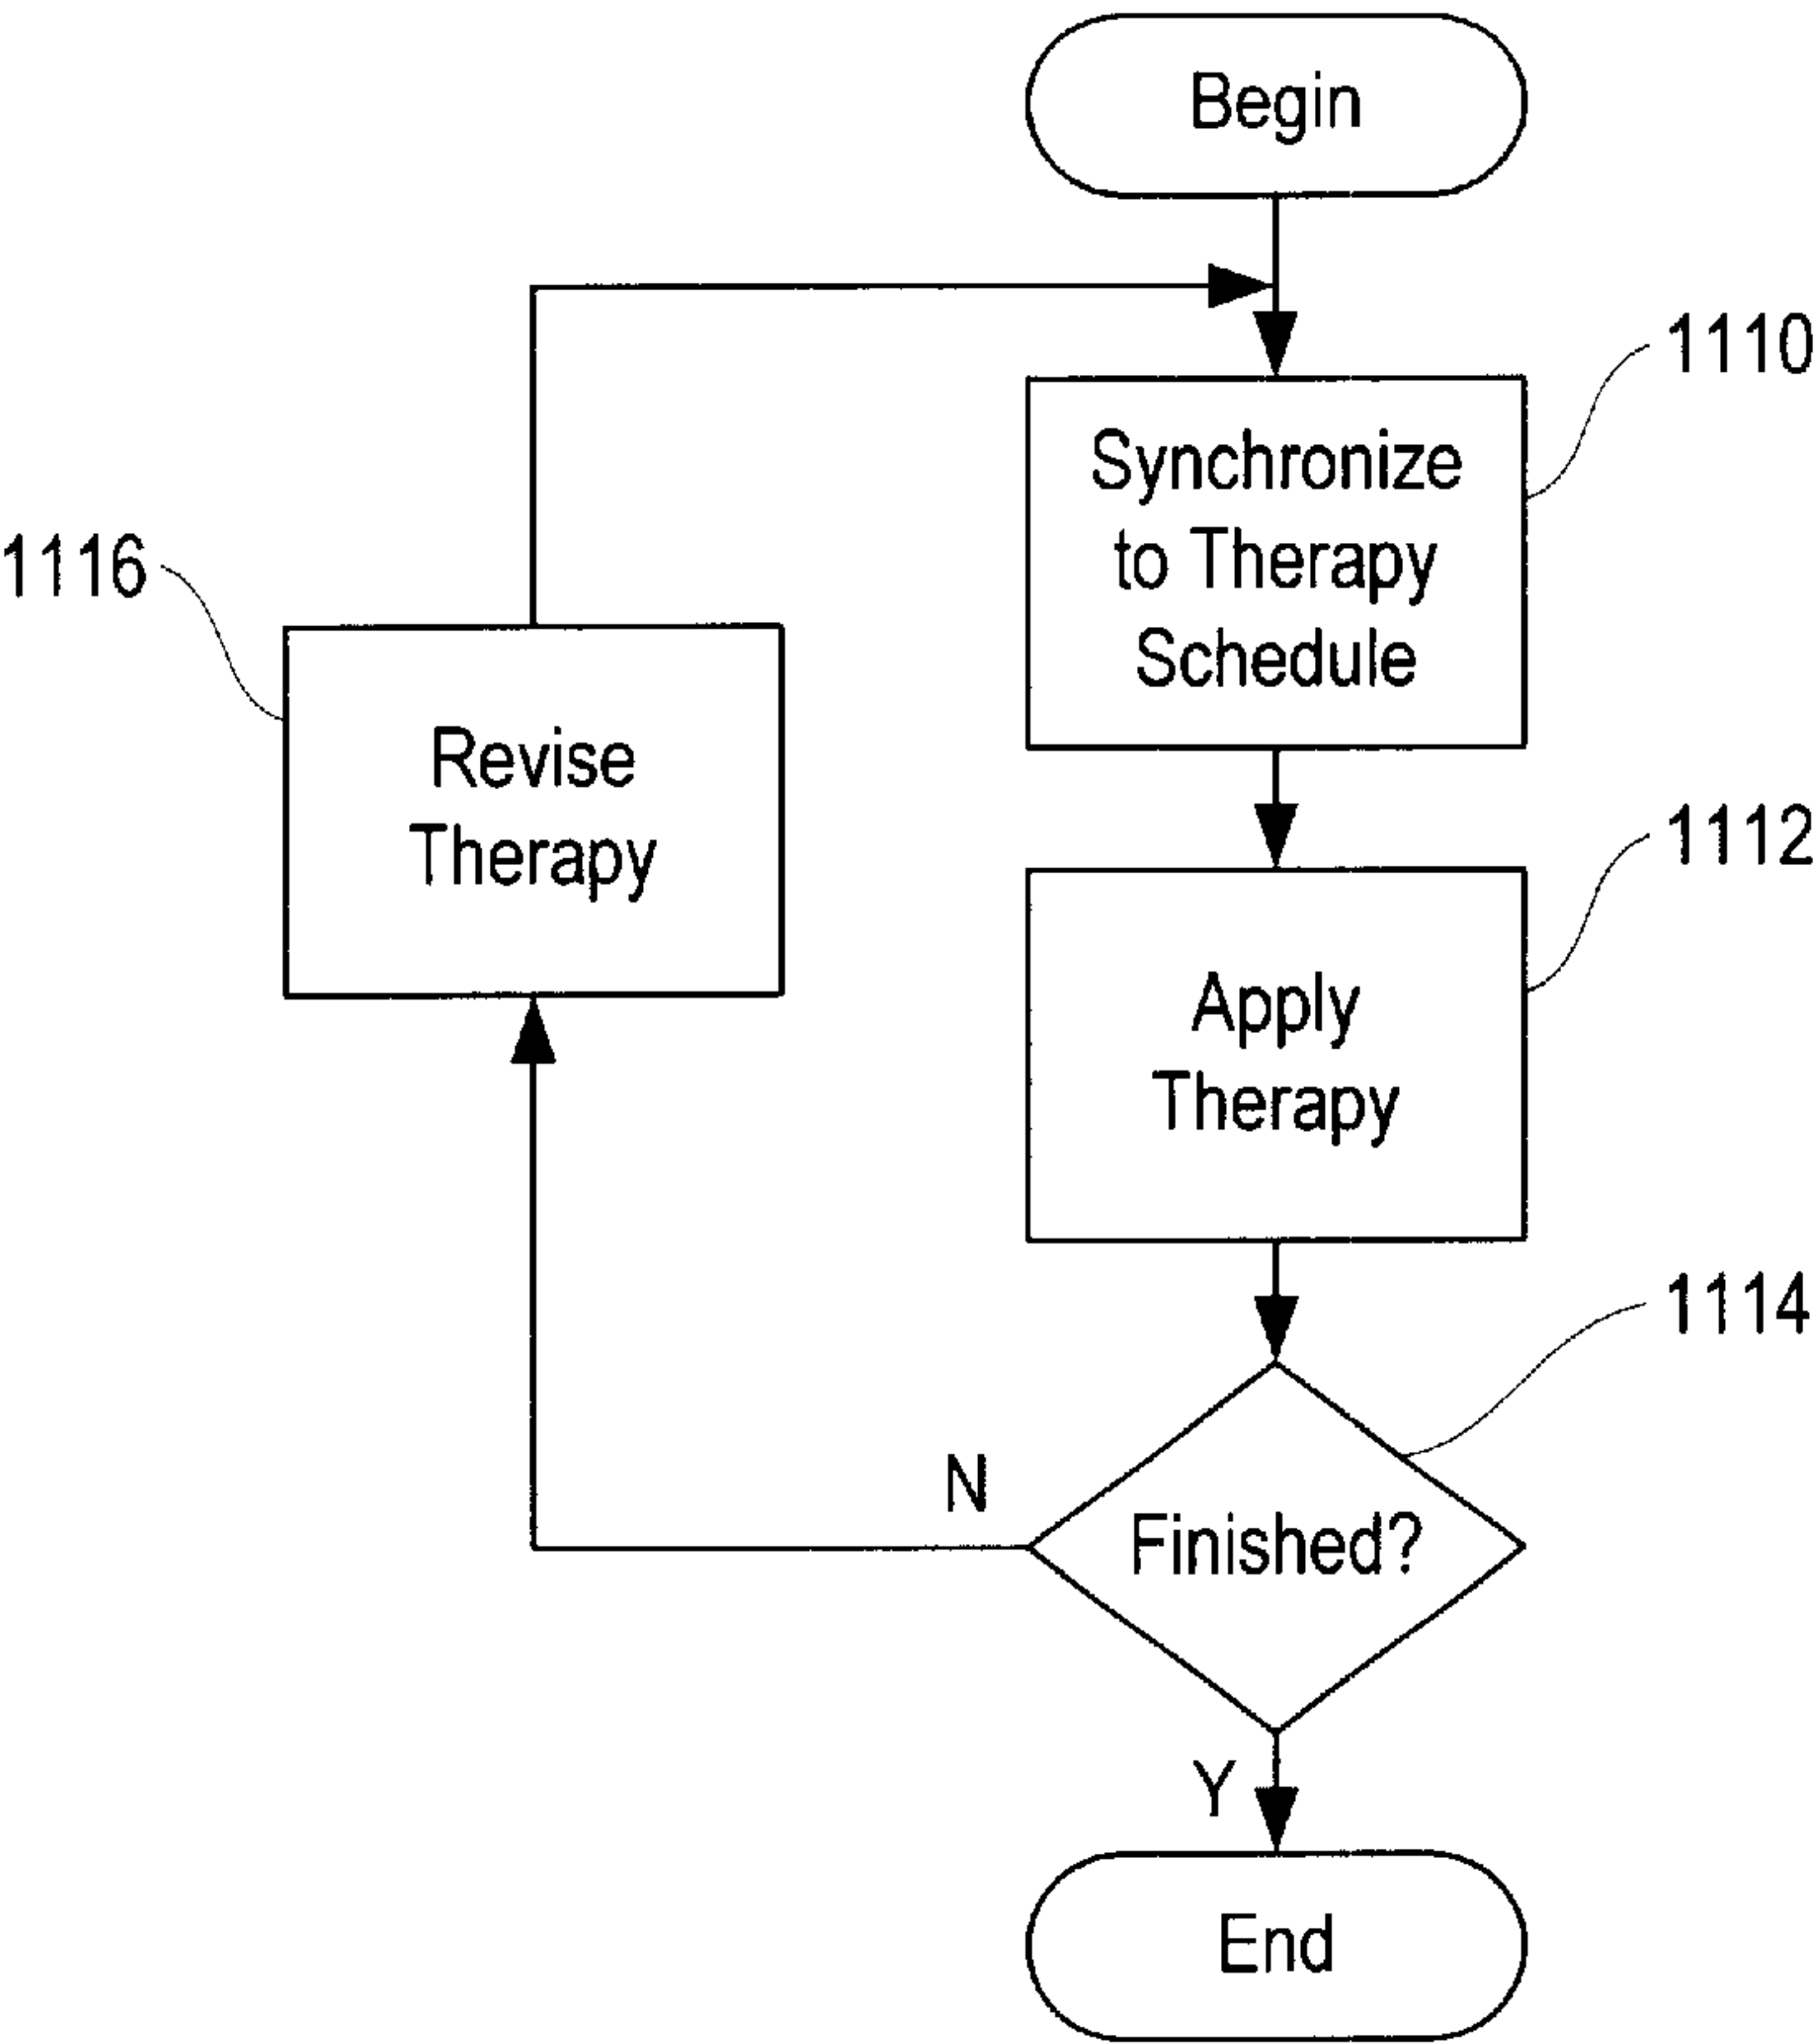 Begin
1110
Synchronize
to Therapy
Schedule
1116
Revise
Therapy
1112
Apply
Therapy
1114
N
Finished?
Y
End